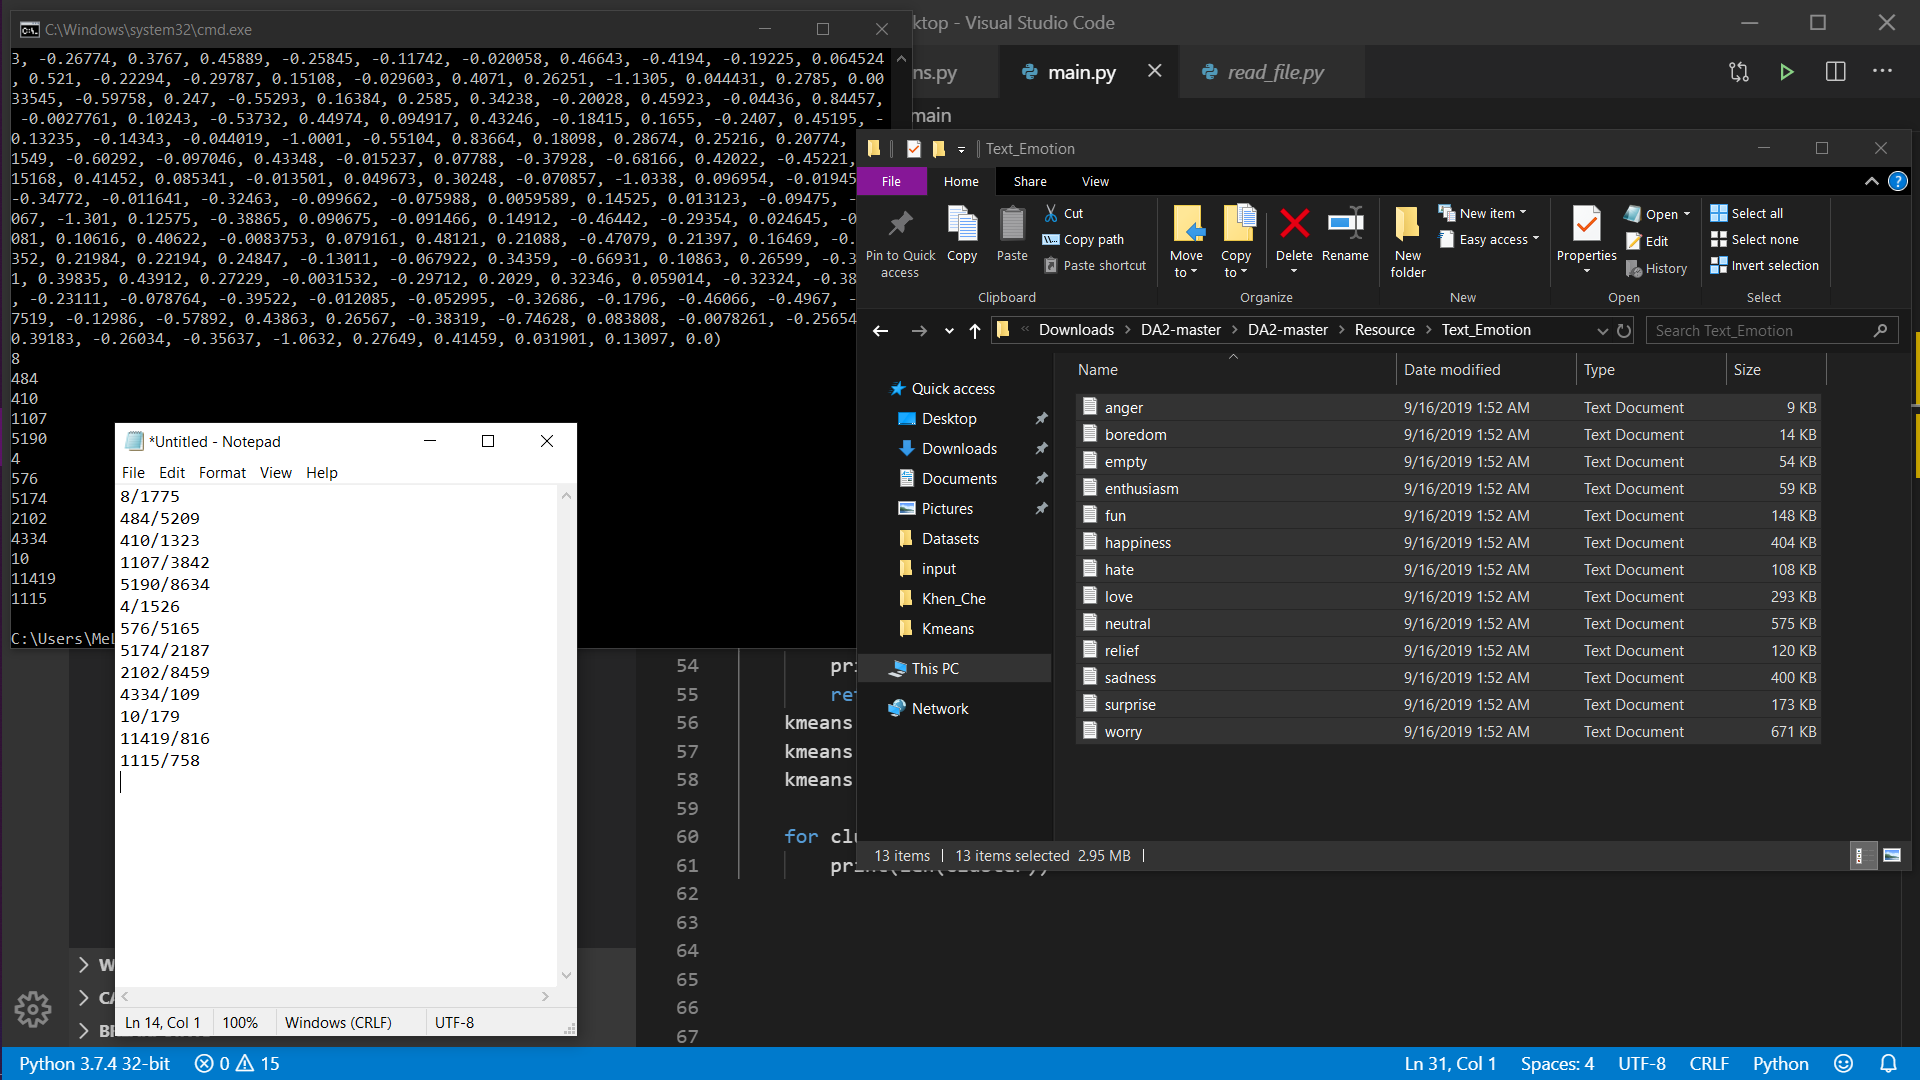 C:\Windows\system32\cmd.exe
3, -0.26774, 0.3767, 0.45889, -0.25845, -0.11742, -0.020058, 0.46643, -0.4194, -0.19225, 0.064524
, 0.521, -0.22294, -0.29787, 0.15108, -0.029603, 0.4071, 0.26251, -1.1305, 0.044431, 0.2785, 0.00
33545, -0.59758, 0.247, -0.55293, 0.16384, 0.2585, 0.34238, -0.20028, 0.45923, -0.04436, 0.84457,
-0.0027761, 0.10243, -0.53732, 0.44974, 0.094917, 0.43246, -0.18415, 0.1655, -0.2407, 0.45195, -
0.13235, -0.14343, -0.044019, -1.0001, -0.55104, 0.83664, 0.18098, 0.28674, 0.25216, 0.20774,
1549, -0.60292, -0.097046, 0.43348, -0.015237, 0.07788, -0.37928, -0.68166, 0.42022, -0.45221,
15168, 0.41452, 0.085341, -0.013501, 0.049673, 0.30248, -0.070857, -1.0338, 0.096954, -0.01945
-0.34772, -0.011641, -0.32463, -0.099662, -0.075988, 0.0059589, 0.14525, 0.013123, -0.09475, -
067, -1.301, 0.12575, -0.38865, 0.090675, -0.091466, 0.14912, -0.46442, -0.29354, 0.024645, -0
081, 0.10616, 0.40622, -0.0083753, 0.079161, 0.48121, 0.21088, -0.47079, 0.21397, 0.16469, -0.
352, 0.21984, 0.22194, 0.24847, -0.13011, -0.067922, 0.34359, -0.66931, 0.10863, 0.26599, -0.3
1, 0.39835, 0.43912, 0.27229, -0.0031532, -0.29712, 0.2029, 0.32346, 0.059014, -0.32324, -0.38
, -0.23111, -0.078764, -0.39522, -0.012085, -0.052995, -0.32686, -0.1796, -0.46066, -0.4967, -
7519, -0.12986, -0.57892, 0.43863, 0.26567, -0.38319, -0.74628, 0.083808, -0.0078261, -0.25654
0.39183, -0.26034, -0.35637, -1.0632, 0.27649, 0.41459, 0.031901, 0.13097, 0.0)
8
484
410
1107
5190
4
576
5174
2102
4334
10
11419
1115
C:\Users\Me
*Untitled - Notepad
File Edit Format View Help
8/1775
484/5209
410/1323
1107/3842
5190/8634
4/1526
576/5165
5174/2187
2102/8459
4334/109
10/179
11419/816
1115/758
Ln 14, Col 1 100% Windows (CRLF) UTF-8
ktop - Visual Studio Code
ns.py main.py read_file.py
main
Text_Emotion
File Home Share View
Pin to Quick access
Copy
Paste
Cut
Copy path
Paste shortcut
Clipboard
Move to
Copy to
Delete
Rename
Organize
New folder
New item
Easy access
New
Properties
Open
Edit
History
Open
Select all
Select none
Invert selection
Select
« Downloads > DA2-master > DA2-master > Resource > Text_Emotion
Search Text_Emotion
Quick access
Desktop
Downloads
Documents
Pictures
Datasets
input
Khen_Che
Kmeans
This PC
Network
Name Date modified Type Size
anger 9/16/2019 1:52 AM Text Document 9 KB
boredom 9/16/2019 1:52 AM Text Document 14 KB
empty 9/16/2019 1:52 AM Text Document 54 KB
enthusiasm 9/16/2019 1:52 AM Text Document 59 KB
fun 9/16/2019 1:52 AM Text Document 148 KB
happiness 9/16/2019 1:52 AM Text Document 404 KB
hate 9/16/2019 1:52 AM Text Document 108 KB
love 9/16/2019 1:52 AM Text Document 293 KB
neutral 9/16/2019 1:52 AM Text Document 575 KB
relief 9/16/2019 1:52 AM Text Document 120 KB
sadness 9/16/2019 1:52 AM Text Document 400 KB
surprise 9/16/2019 1:52 AM Text Document 173 KB
worry 9/16/2019 1:52 AM Text Document 671 KB
13 items 13 items selected 2.95 MB
54 pri
55 ret
56 kmeans
57 kmeans
58 kmeans
59
60 for clu
61 print(len(cluster))
62
63
64
65
66
67
W
CA
BR
Python 3.7.4 32-bit 0 15
Ln 31, Col 1 Spaces: 4 UTF-8 CRLF Python